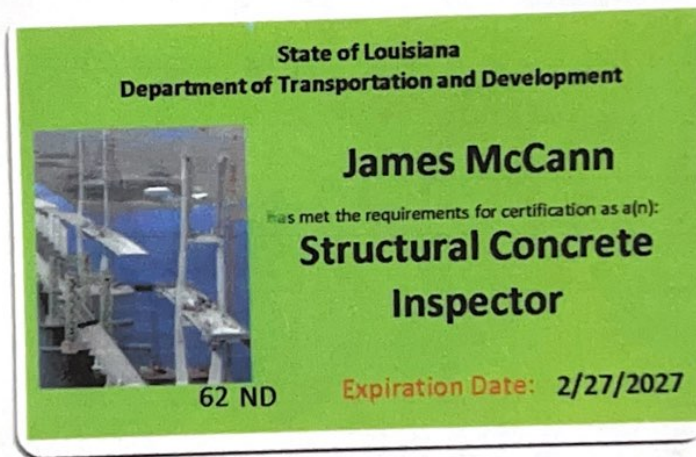 State of Louisiana
Department of Transportation and Development
James McCann
has met the requirements for certification as a(n):
Structural Concrete
Inspector
62 ND
Expiration Date: 2/27/2027